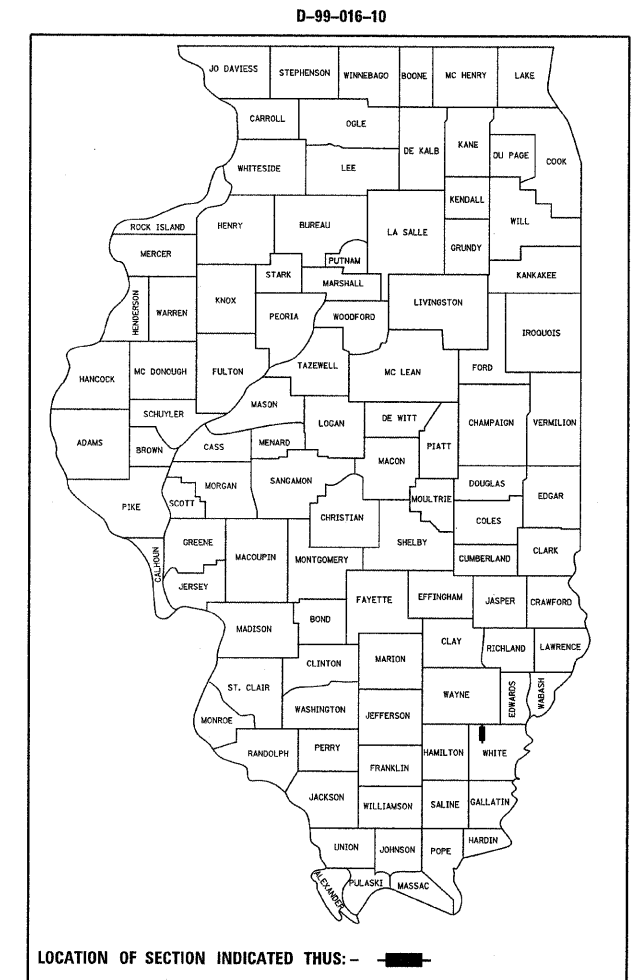 D-99-016-10
JO DAVIESS
STEPHENSON
WINNEBAGO
BOONE
MC HENRY
LAKE
CARROLL
OGLE
DE KALB
KANE
DU PAGE
COOK
WHITESIDE
LEE
KENDALL
WILL
ROCK ISLAND
HENRY
BUREAU
LA SALLE
GRUNDY
MERCER
PUTNAM
STARK
MARSHALL
KANKAKEE
HENDERSON
WARREN
KNOX
PEORIA
WOODFORD
LIVINGSTON
IROQUOIS
HANCOCK
MC DONOUGH
FULTON
TAZEWELL
MC LEAN
FORD
SCHUYLER
MASON
LOGAN
DE WITT
CHAMPAIGN
VERMILION
ADAMS
BROWN
CASS
MENARD
MACON
PIATT
PIKE
SCOTT
MORGAN
SANGAMON
CHRISTIAN
MOULTRIE
DOUGLAS
EDGAR
COLES
CALHOUN
GREENE
MACOUPIN
MONTGOMERY
SHELBY
CUMBERLAND
CLARK
JERSEY
FAYETTE
EFFINGHAM
JASPER
CRAWFORD
MADISON
BOND
CLAY
RICHLAND
LAWRENCE
CLINTON
MARION
ST. CLAIR
WAYNE
EDWARDS
WABASH
MONROE
WASHINGTON
JEFFERSON
RANDOLPH
PERRY
HAMILTON
WHITE
FRANKLIN
JACKSON
WILLIAMSON
SALINE
GALLATIN
UNION
JOHNSON
POPE
HARDIN
ALEXANDER
PULASKI
MASSAC
LOCATION OF SECTION INDICATED THUS: -